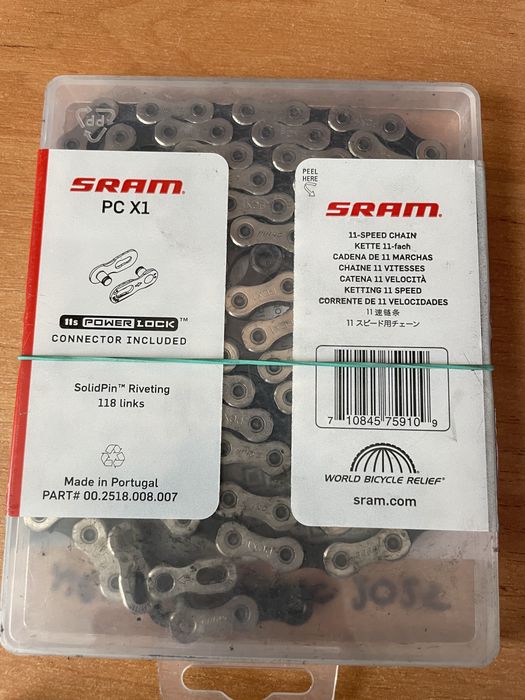 PP
SRAM
PC X1
11s POWER LOCK™
CONNECTOR INCLUDED
SolidPin™ Riveting
118 links
Made in Portugal
PART# 00.2518.008.007
PEEL
HERE
SRAM
11-SPEED CHAIN
KETTE 11-fach
CADENA DE 11 MARCHAS
CHAINE 11 VITESSES
CATENA 11 VELOCITÀ
KETTING 11 SPEED
CORRENTE DE 11 VELOCIDADES
11 速链条
11 スピード用チェーン
7 10845 75910 9
WORLD BICYCLE RELIEF®
sram.com